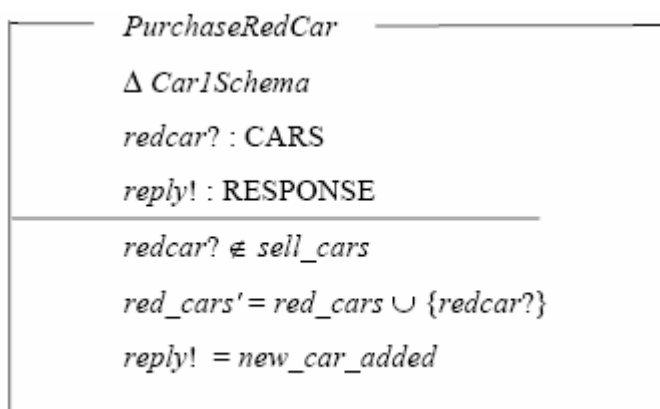 PurchaseRedCar
Δ Car1Schema
redcar? : CARS
reply! : RESPONSE
redcar? ∉ sell_cars
red_cars' = red_cars ∪ {redcar?}
reply! = new_car_added